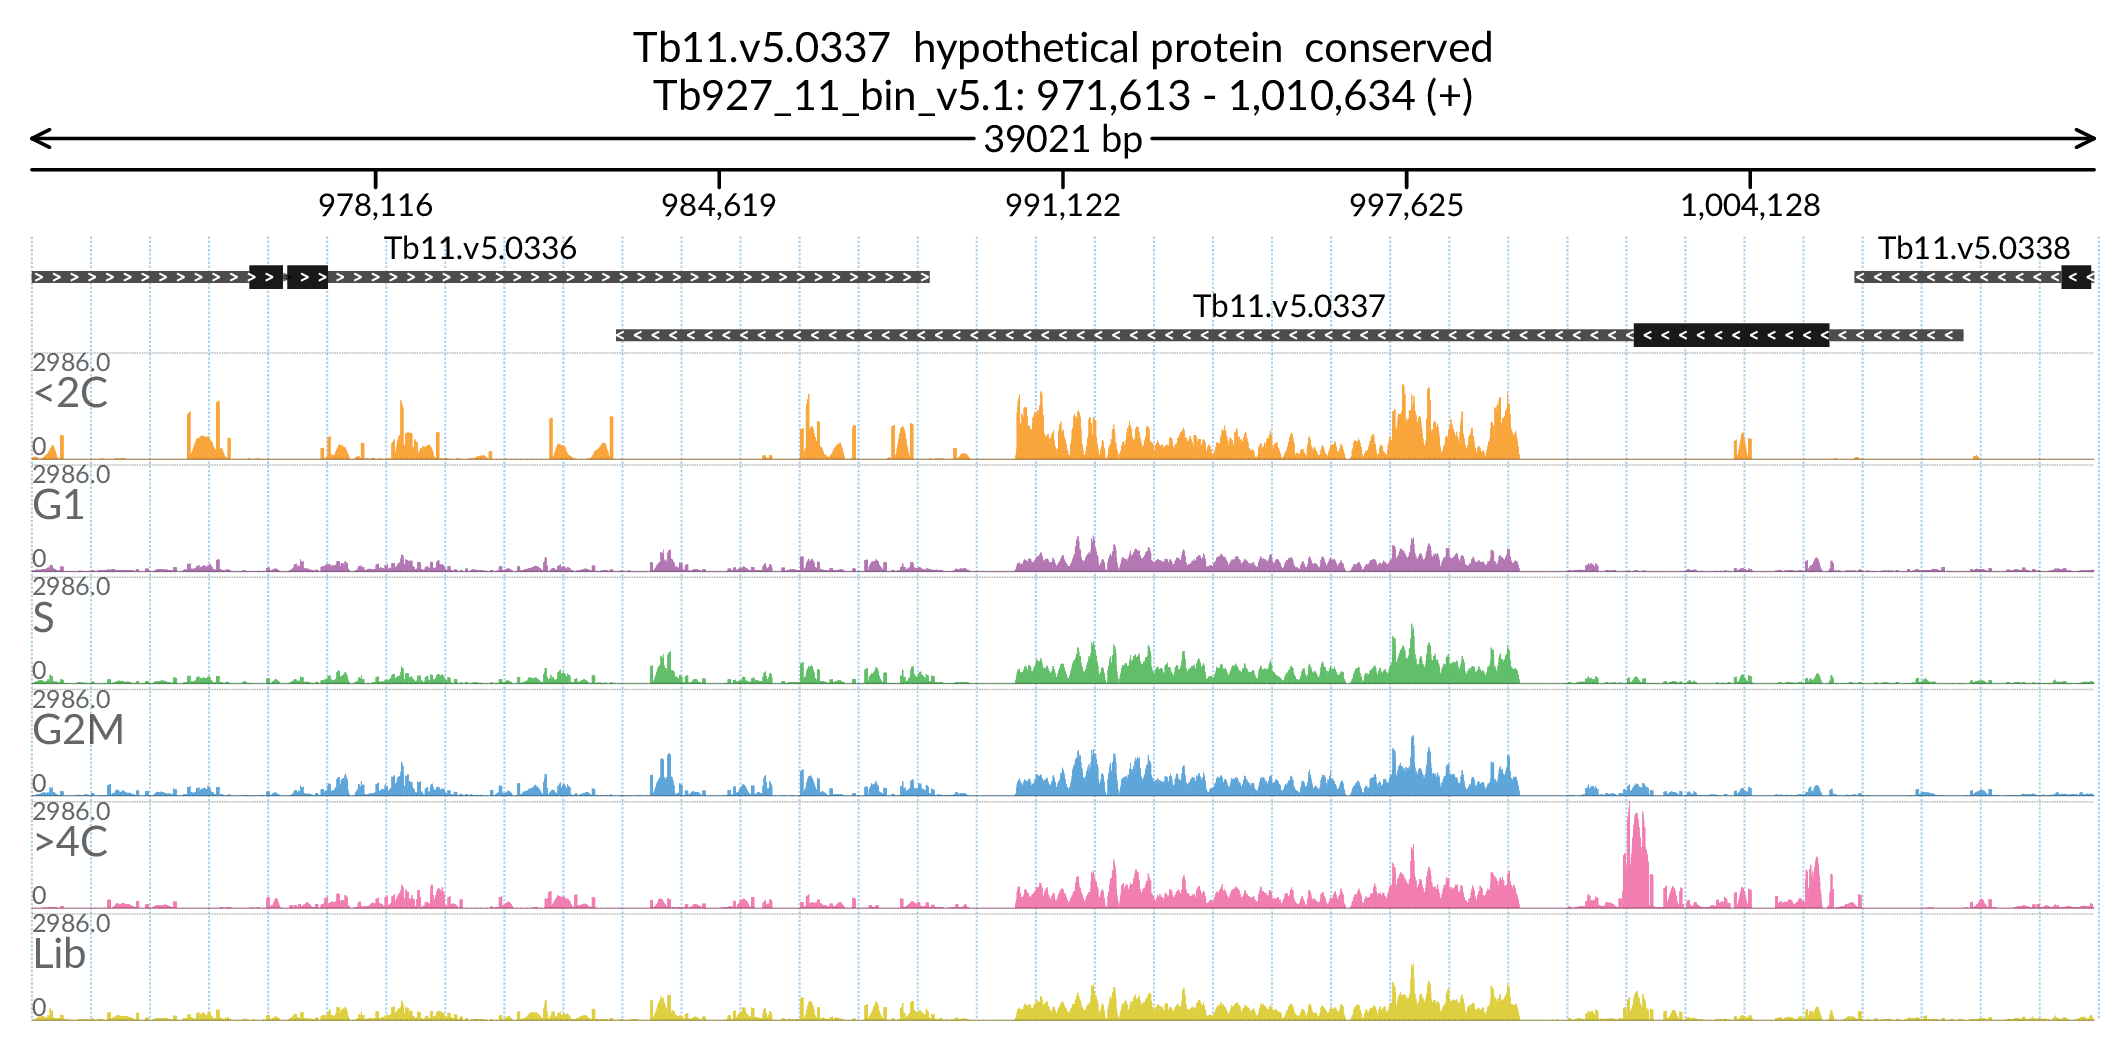 Tb11.v5.0337  hypothetical protein  conserved
Tb927_11_bin_v5.1: 971,613 - 1,010,634 (+)
39021 bp
978,116 984,619 991,122 997,625 1,004,128
Tb11.v5.0336 Tb11.v5.0338
Tb11.v5.0337
2986.0
<2C
0
2986.0
G1
0
2986.0
S
0
2986.0
G2M
0
2986.0
>4C
0
2986.0
Lib
0